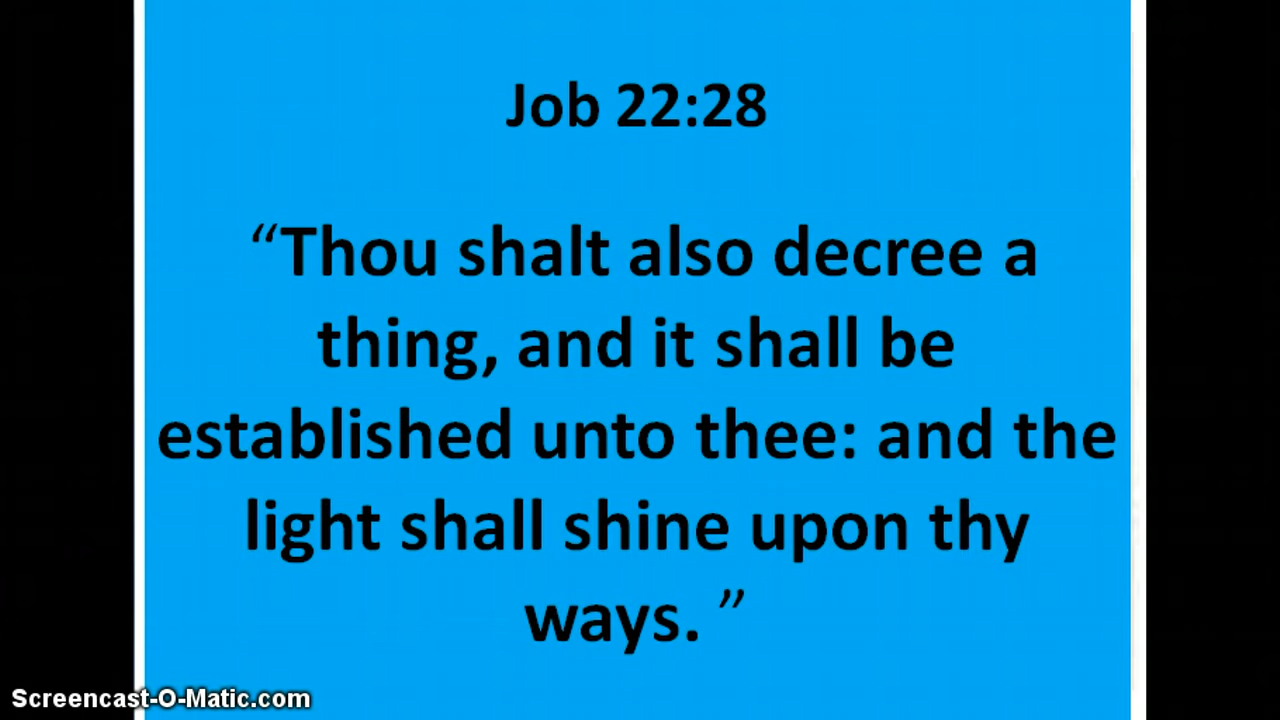 Job 22:28
“Thou shalt also decree a
thing, and it shall be
established unto thee: and the
light shall shine upon thy
ways. ”
Screencast-O-Matic.com